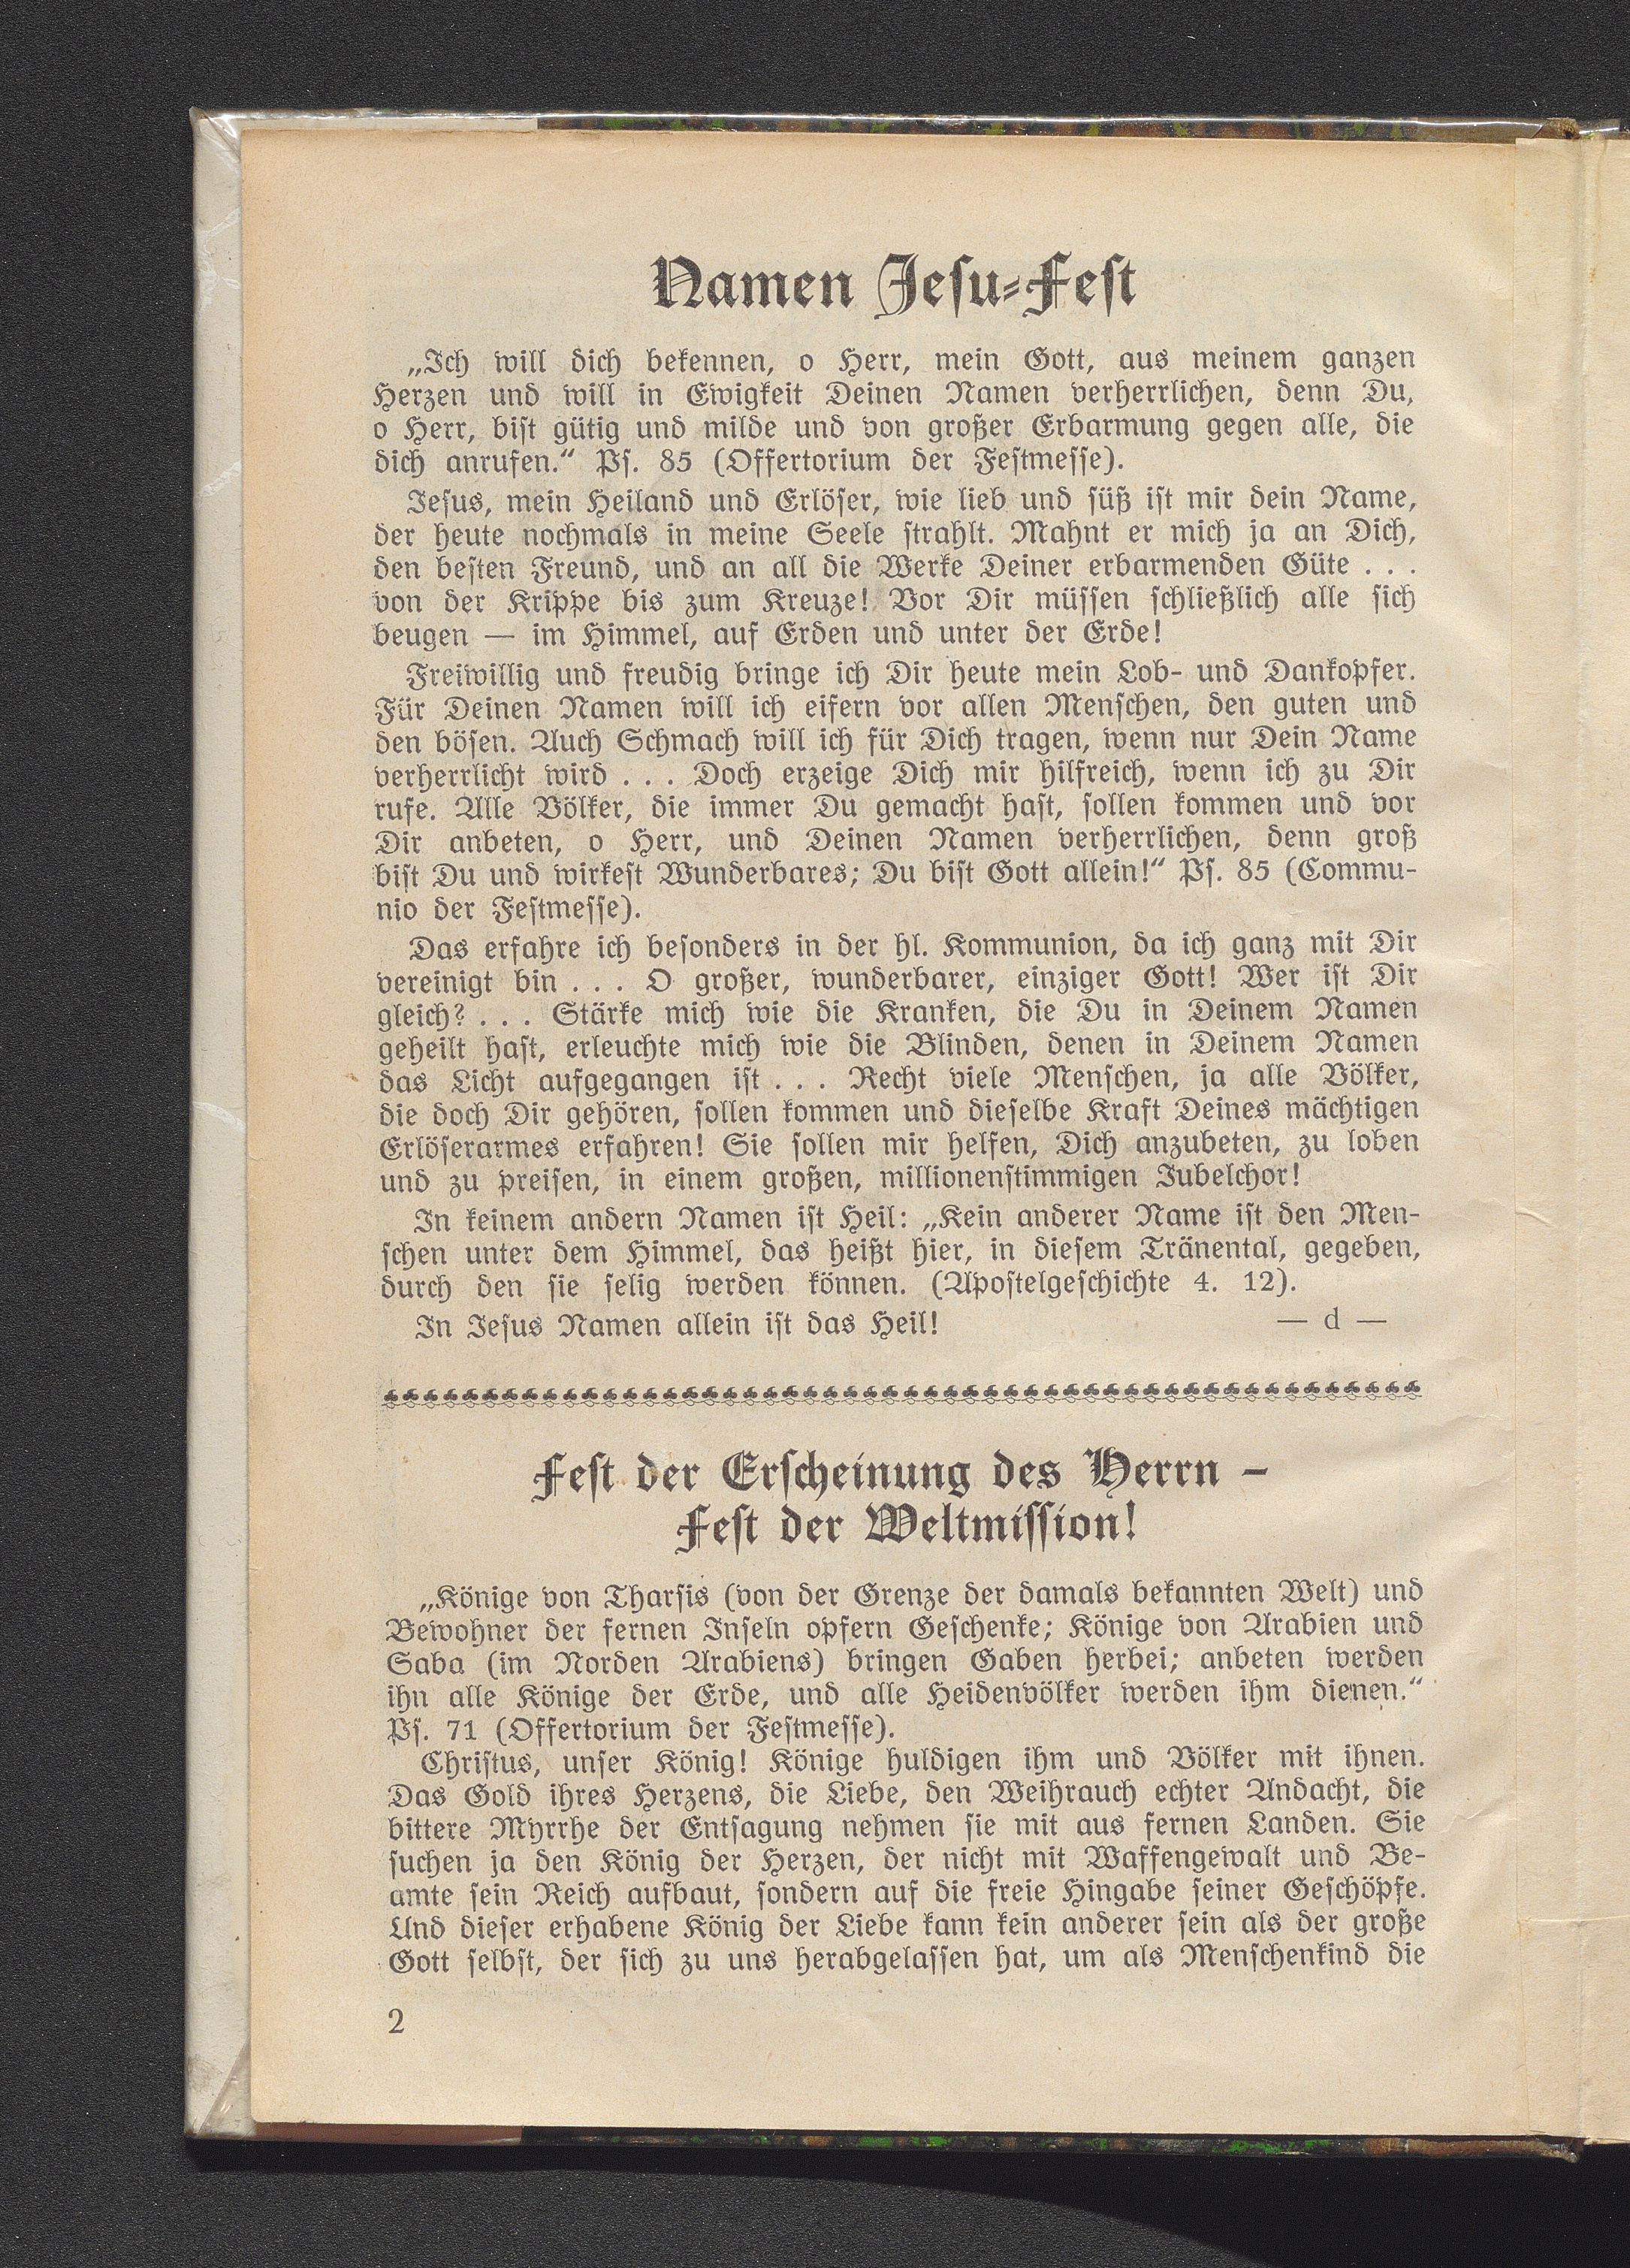 Namen Jesu-Fest
„Ich will dich bekennen, o Herr, mein Gott, aus meinem ganzen
Herzen und will in Ewigkeit Deinen Namen verherrlichen, denn Du,
o Herr, bist gütig und milde und von großer Erbarmung gegen alle, die
dich anrufen.“ Ps. 85 (Offertorium der Festmesse).
Jesus, mein Heiland und Erlöser, wie lieb und süß ist mir dein Name,
der heute nochmals in meine Seele strahlt. Mahnt er mich ja an Dich,
den besten Freund, und an all die Werke Deiner erbarmenden Güte . . .
von der Krippe bis zum Kreuze! Vor Dir müssen schließlich alle sich
beugen — im Himmel, auf Erden und unter der Erde!
Freiwillig und freudig bringe ich Dir heute mein Lob- und Dankopfer.
Für Deinen Namen will ich eifern vor allen Menschen, den guten und
den bösen. Auch Schmach will ich für Dich tragen, wenn nur Dein Name
verherrlicht wird . . . Doch erzeige Dich mir hilfreich, wenn ich zu Dir
rufe. Alle Völker, die immer Du gemacht hast, sollen kommen und vor
Dir anbeten, o Herr, und Deinen Namen verherrlichen, denn groß
bist Du und wirkest Wunderbares; Du bist Gott allein!“ Ps. 85 (Commu-
nio der Festmesse).
Das erfahre ich besonders in der hl. Kommunion, da ich ganz mit Dir
vereinigt bin . . . O großer, wunderbarer, einziger Gott! Wer ist Dir
gleich? . . . Stärke mich wie die Kranken, die Du in Deinem Namen
geheilt hast, erleuchte mich wie die Blinden, denen in Deinem Namen
das Licht aufgegangen ist . . . Recht viele Menschen, ja alle Völker,
die doch Dir gehören, sollen kommen und dieselbe Kraft Deines mächtigen
Erlöserarmes erfahren! Sie sollen mir helfen, Dich anzubeten, zu loben
und zu preisen, in einem großen, millionenstimmigen Jubelchor!
In keinem andern Namen ist Heil: „Kein anderer Name ist den Men-
schen unter dem Himmel, das heißt hier, in diesem Tränental, gegeben,
durch den sie selig werden können. (Apostelgeschichte 4. 12).
In Jesus Namen allein ist das Heil! — d —
Fest der Erscheinung des Herrn –
Fest der Weltmission!
„Könige von Tharsis (von der Grenze der damals bekannten Welt) und
Bewohner der fernen Inseln opfern Geschenke; Könige von Arabien und
Saba (im Norden Arabiens) bringen Gaben herbei; anbeten werden
ihn alle Könige der Erde, und alle Heidenvölker werden ihm dienen.“
Ps. 71 (Offertorium der Festmesse).
Christus, unser König! Könige huldigen ihm und Völker mit ihnen.
Das Gold ihres Herzens, die Liebe, den Weihrauch echter Andacht, die
bittere Myrrhe der Entsagung nehmen sie mit aus fernen Landen. Sie
suchen ja den König der Herzen, der nicht mit Waffengewalt und Be-
amte sein Reich aufbaut, sondern auf die freie Hingabe seiner Geschöpfe.
Und dieser erhabene König der Liebe kann kein anderer sein als der große
Gott selbst, der sich zu uns herabgelassen hat, um als Menschenkind die
2